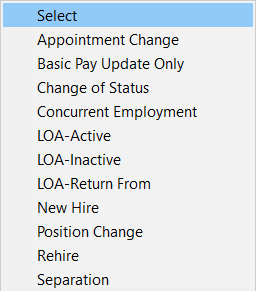 Select
Appointment Change
Basic Pay Update Only
Change of Status
Concurrent Employment
LOA-Active
LOA-Inactive
LOA-Return From
New Hire
Position Change
Rehire
Separation